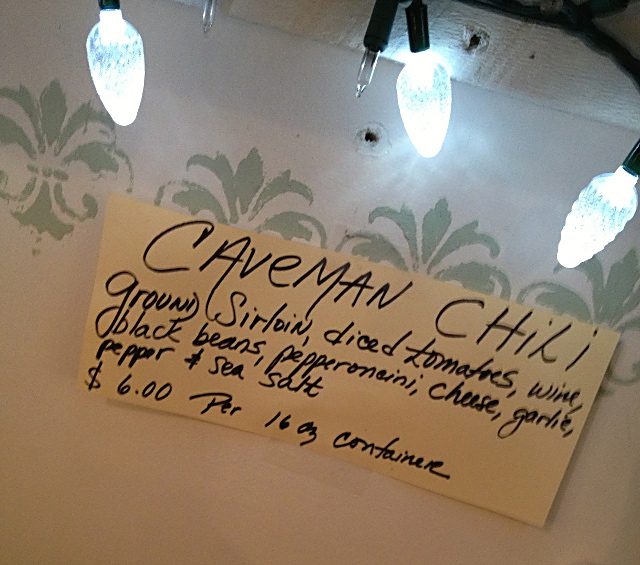 CAVEMAN CHili
ground Sirloin, diced tomatoes, wine,
black beans, pepperoncini, cheese, garlic,
pepper & sea salt
$ 6.00 Per 16 oz container